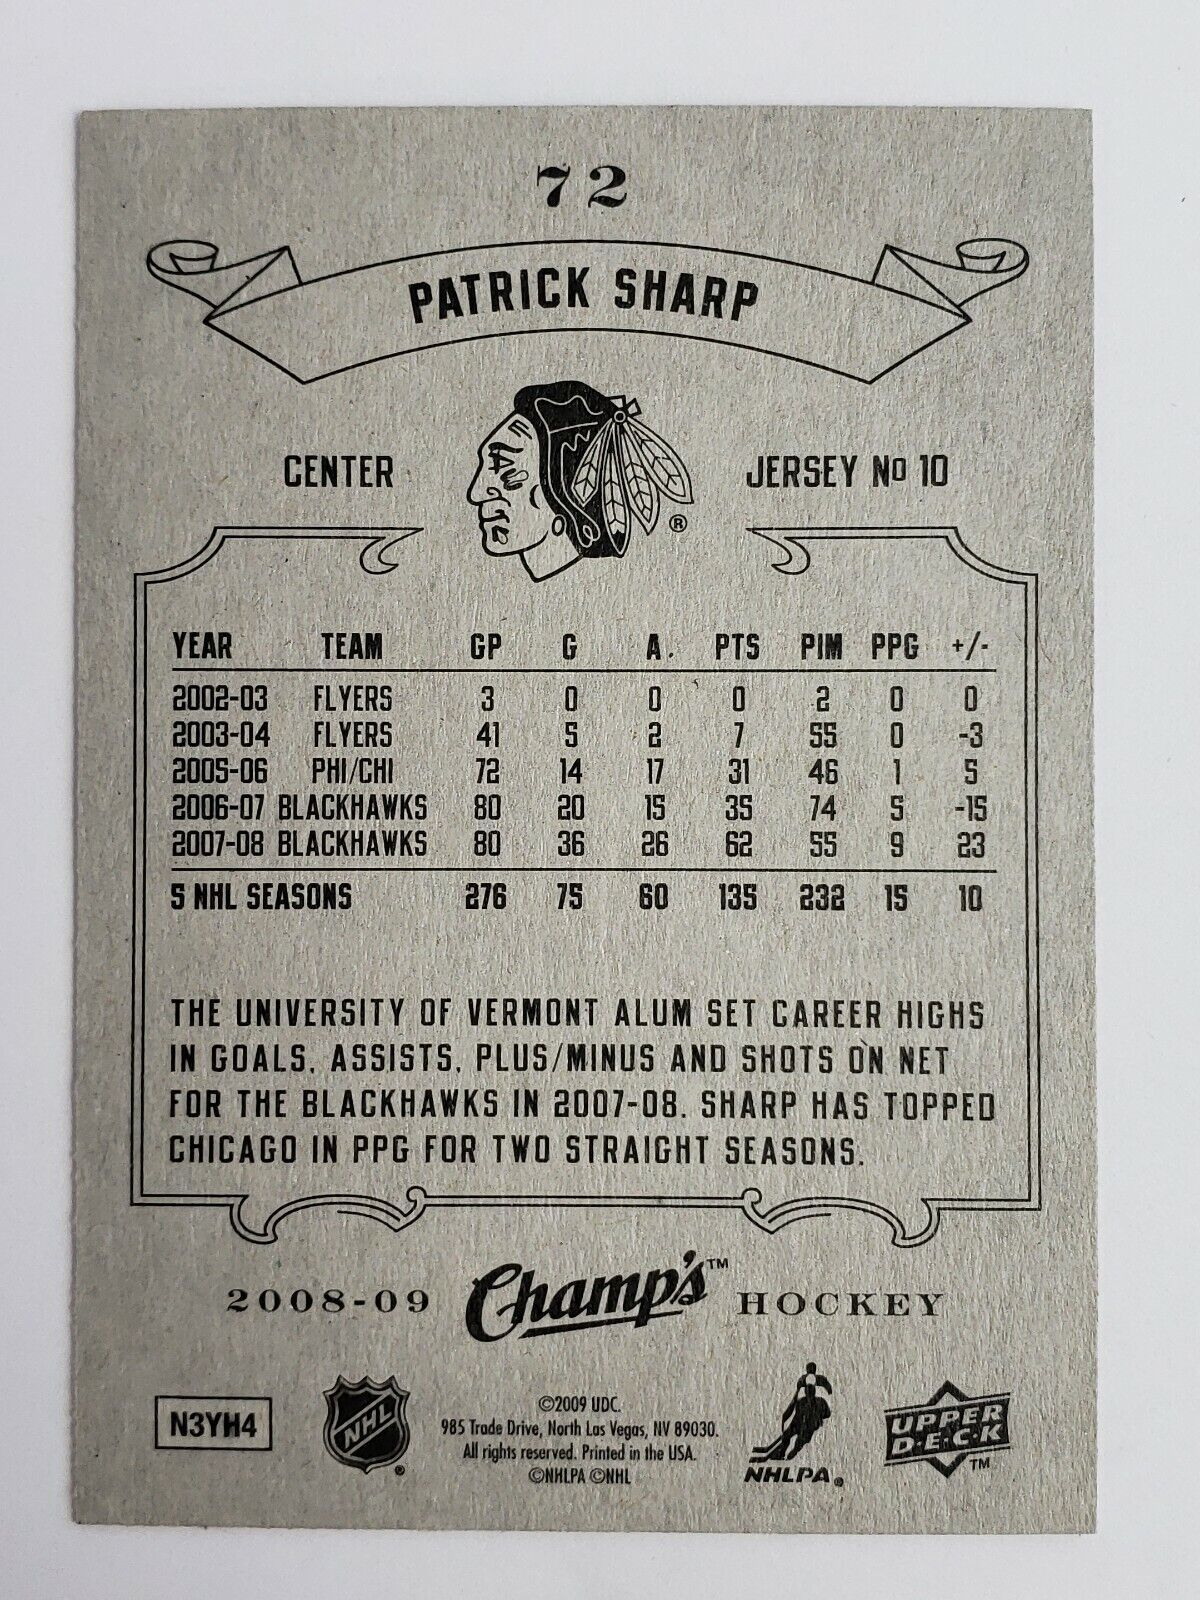 72
PATRICK SHARP
CENTER JERSEY No 10
®
YEAR TEAM GP G A. PTS PIM PPG +/-
2002-03 FLYERS 3 0 0 0 2 0 0
2003-04 FLYERS 41 5 2 7 55 0 -3
2005-06 PHI/CHI 72 14 17 31 46 1 5
2006-07 BLACKHAWKS 80 20 15 35 74 5 -15
2007-08 BLACKHAWKS 80 36 26 62 55 9 23
5 NHL SEASONS 276 75 60 135 232 15 10
THE UNIVERSITY OF VERMONT ALUM SET CAREER HIGHS
IN GOALS, ASSISTS, PLUS/MINUS AND SHOTS ON NET
FOR THE BLACKHAWKS IN 2007-08. SHARP HAS TOPPED
CHICAGO IN PPG FOR TWO STRAIGHT SEASONS.
2008-09 Champ's™ HOCKEY
N3YH4
NHL®
©2009 UDC.
985 Trade Drive, North Las Vegas, NV 89030.
All rights reserved. Printed in the USA.
©NHLPA ©NHL
NHLPA®
UPPER
D·E·C·K™